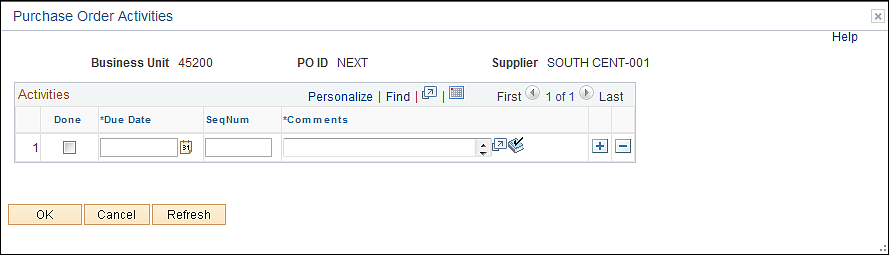 Purchase Order Activities
Help
Business Unit 45200 PO ID NEXT Supplier SOUTH CENT-001
Activities Personalize | Find | | First 1 of 1 Last
Done *Due Date SeqNum *Comments
1 31
OK Cancel Refresh